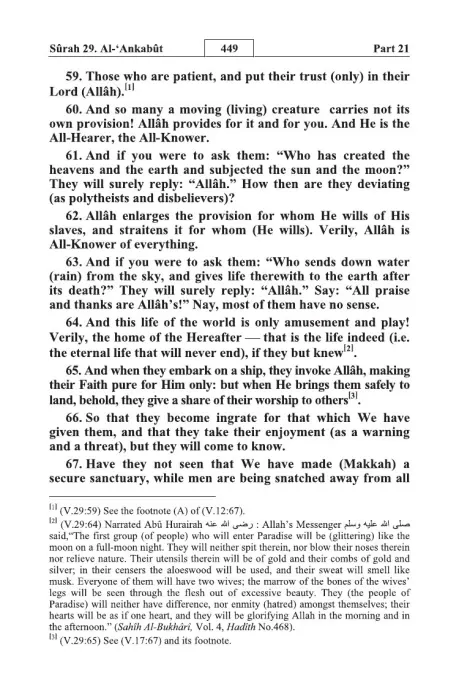 Sûrah 29. Al-‘Ankabût 449 Part 21
59. Those who are patient, and put their trust (only) in their
Lord (Allâh).[1]
60. And so many a moving (living) creature carries not its
own provision! Allâh provides for it and for you. And He is the
All-Hearer, the All-Knower.
61. And if you were to ask them: “Who has created the
heavens and the earth and subjected the sun and the moon?”
They will surely reply: “Allâh.” How then are they deviating
(as polytheists and disbelievers)?
62. Allâh enlarges the provision for whom He wills of His
slaves, and straitens it for whom (He wills). Verily, Allâh is
All-Knower of everything.
63. And if you were to ask them: “Who sends down water
(rain) from the sky, and gives life therewith to the earth after
its death?” They will surely reply: “Allâh.” Say: “All praise
and thanks are Allâh’s!” Nay, most of them have no sense.
64. And this life of the world is only amusement and play!
Verily, the home of the Hereafter — that is the life indeed (i.e.
the eternal life that will never end), if they but knew[2].
65. And when they embark on a ship, they invoke Allâh, making
their Faith pure for Him only: but when He brings them safely to
land, behold, they give a share of their worship to others[3].
66. So that they become ingrate for that which We have
given them, and that they take their enjoyment (as a warning
and a threat), but they will come to know.
67. Have they not seen that We have made (Makkah) a
secure sanctuary, while men are being snatched away from all
[1] (V.29:59) See the footnote (A) of (V.12:67).
[2] (V.29:64) Narrated Abû Hurairah رضى الله عنه : Allah’s Messenger صلى الله عليه وسلم
said,“The first group (of people) who will enter Paradise will be (glittering) like the
moon on a full-moon night. They will neither spit therein, nor blow their noses therein
nor relieve nature. Their utensils therein will be of gold and their combs of gold and
silver; in their censers the aloeswood will be used, and their sweat will smell like
musk. Everyone of them will have two wives; the marrow of the bones of the wives’
legs will be seen through the flesh out of excessive beauty. They (the people of
Paradise) will neither have difference, nor enmity (hatred) amongst themselves; their
hearts will be as if one heart, and they will be glorifying Allah in the morning and in
the afternoon.” (Sahîh Al-Bukhâri, Vol. 4, Hadîth No.468).
[3] (V.29:65) See (V.17:67) and its footnote.